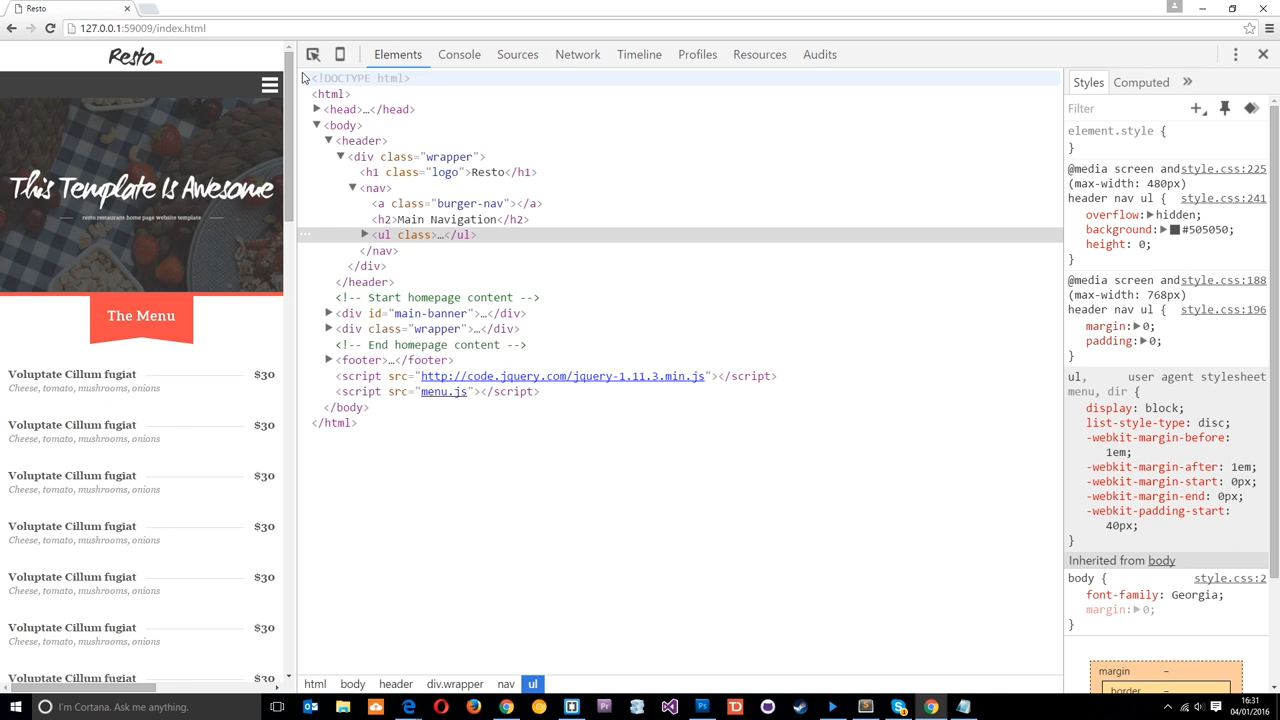 Resto
127.0.0.1:59009/index.html
Resto
This Template Is Awesome
resto restaurant home page website template
The Menu
Voluptate Cillum fugiat $30
Cheese, tomato, mushrooms, onions
Voluptate Cillum fugiat $30
Cheese, tomato, mushrooms, onions
Voluptate Cillum fugiat $30
Cheese, tomato, mushrooms, onions
Voluptate Cillum fugiat $30
Cheese, tomato, mushrooms, onions
Voluptate Cillum fugiat $30
Cheese, tomato, mushrooms, onions
Voluptate Cillum fugiat $30
Cheese, tomato, mushrooms, onions
Voluptate Cillum fugiat $30
Elements Console Sources Network Timeline Profiles Resources Audits
<!DOCTYPE html>
<html>
<head>…</head>
<body>
<header>
<div class="wrapper">
<h1 class="logo">Resto</h1>
<nav>
<a class="burger-nav"></a>
<h2>Main Navigation</h2>
<ul class>…</ul>
</nav>
</div>
</header>
<!-- Start homepage content -->
<div id="main-banner">…</div>
<div class="wrapper">…</div>
<!-- End homepage content -->
<footer>…</footer>
<script src="http://code.jquery.com/jquery-1.11.3.min.js"></script>
<script src="menu.js"></script>
</body>
</html>
html body header div.wrapper nav ul
Styles Computed »
Filter
element.style {
}
@media screen and style.css:225
(max-width: 480px)
header nav ul { style.css:241
overflow: hidden;
background: #505050;
height: 0;
}
@media screen and style.css:188
(max-width: 768px)
header nav ul { style.css:196
margin: 0;
padding: 0;
}
ul, user agent stylesheet
menu, dir {
display: block;
list-style-type: disc;
-webkit-margin-before:
1em;
-webkit-margin-after: 1em;
-webkit-margin-start: 0px;
-webkit-margin-end: 0px;
-webkit-padding-start:
40px;
}
Inherited from body
body { style.css:2
font-family: Georgia;
margin: 0;
}
margin –
border –
I'm Cortana. Ask me anything.
16:31
04/01/2016